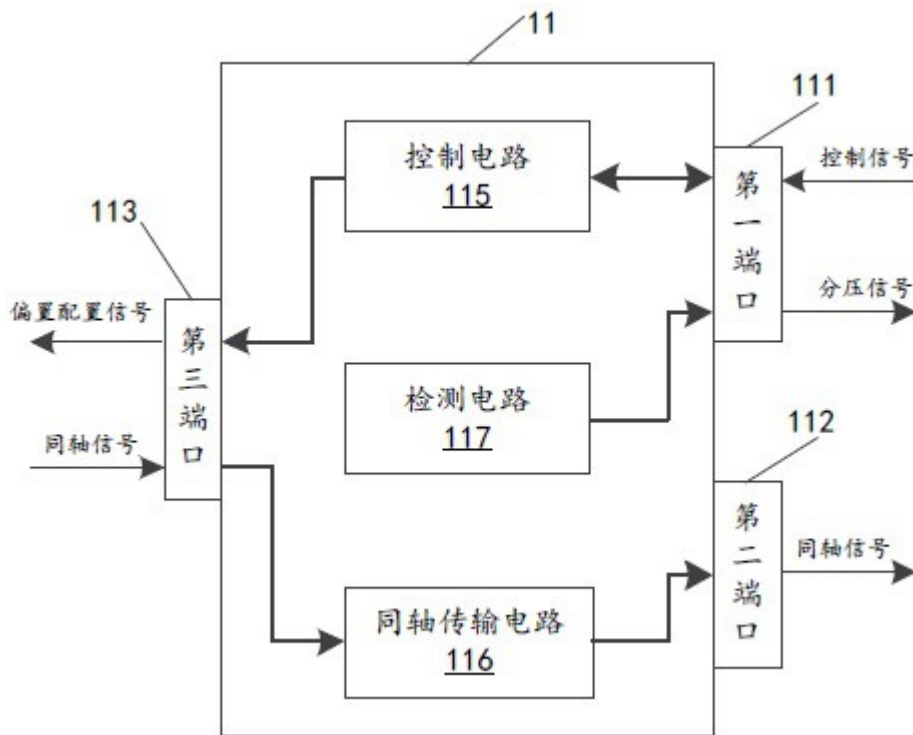 11
111
控制电路
115
控制信号
第一端口
113
分压信号
偏置配置信号
第三端口
检测电路
117
112
同轴信号
第二端口
同轴信号
同轴传输电路
116